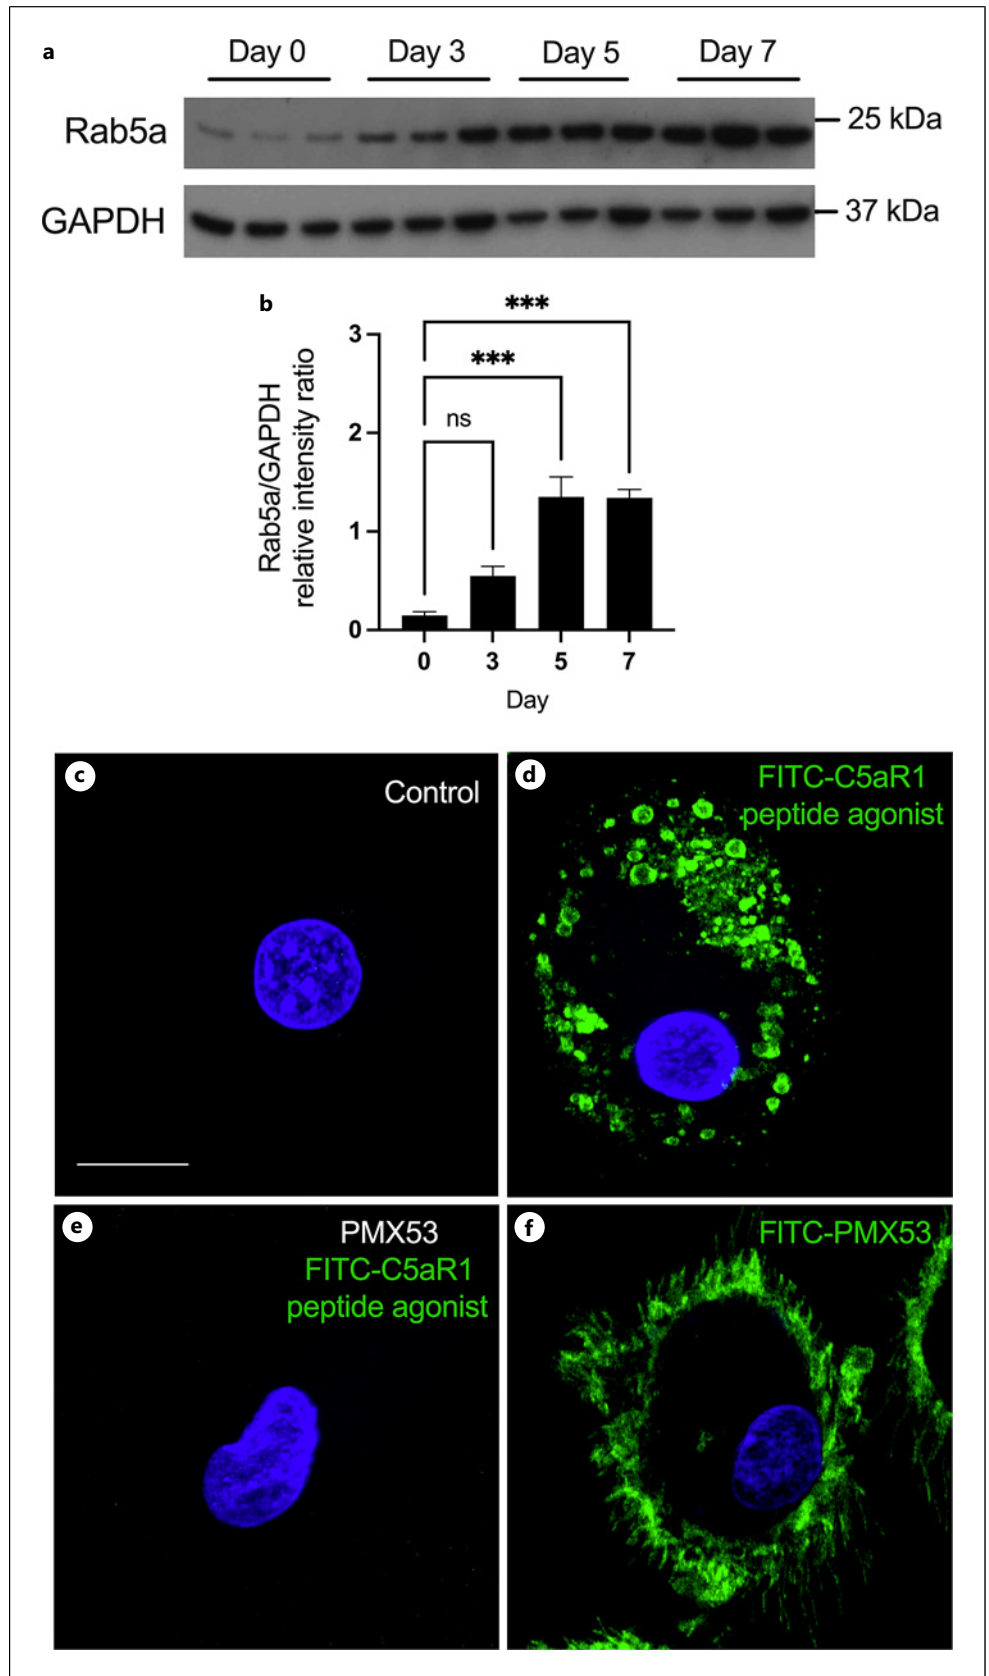 a
Day 0 Day 3 Day 5 Day 7
Rab5a
25 kDa
GAPDH
37 kDa
b
***
***
ns
Rab5a/GAPDH
relative intensity ratio
3
2
1
0
0 3 5 7
Day
c
Control
d
FITC-C5aR1
peptide agonist
e
PMX53
FITC-C5aR1
peptide agonist
f
FITC-PMX53